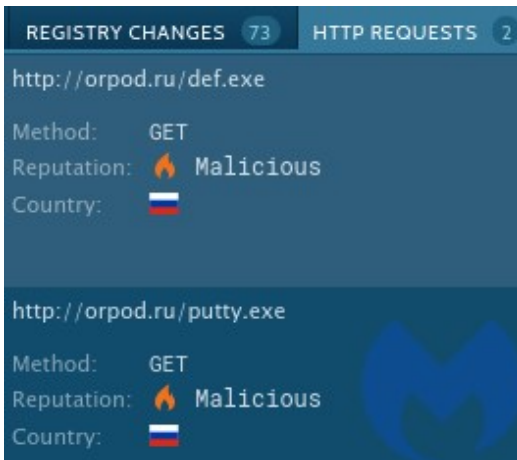 REGISTRY CHANGES 73 HTTP REQUESTS 2
http://orpod.ru/def.exe
Method: GET
Reputation: Malicious
Country:
http://orpod.ru/putty.exe
Method: GET
Reputation: Malicious
Country: